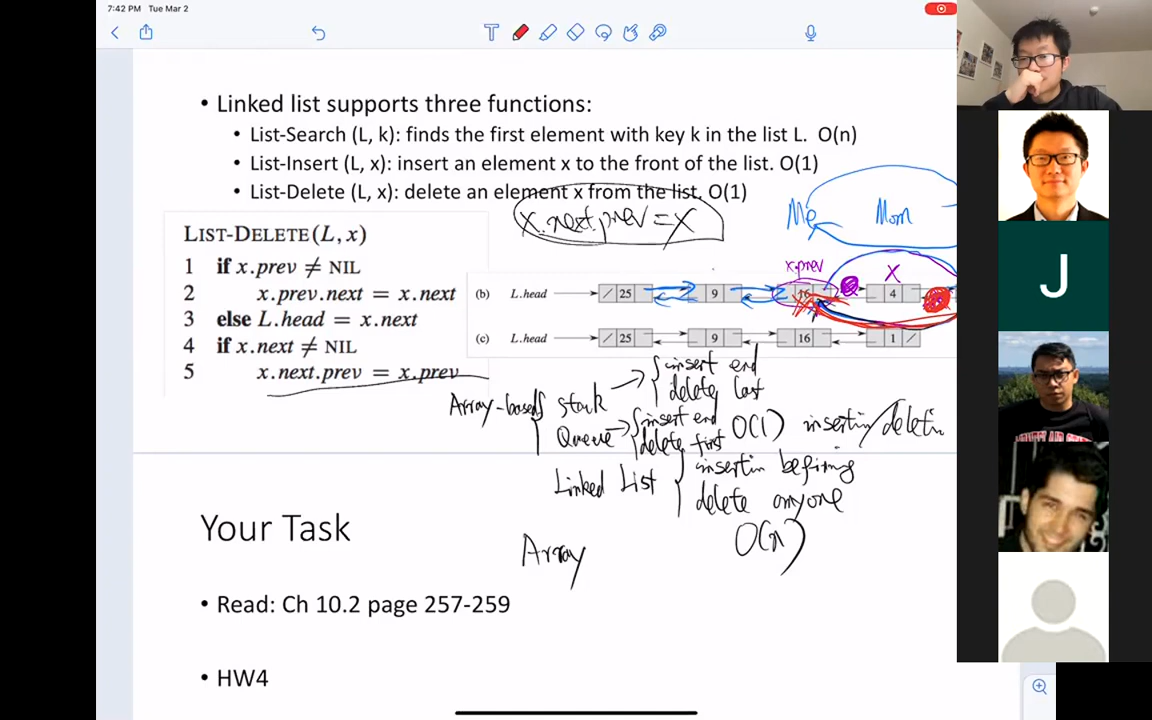 7:42 PM Tue Mar 2
• Linked list supports three functions:
• List-Search (L, k): finds the first element with key k in the list L. O(n)
• List-Insert (L, x): insert an element x to the front of the list. O(1)
• List-Delete (L, x): delete an element x from the list. O(1)
x.next.prev = x
Me Mom
LIST-DELETE(L, x)
1 if x.prev ≠ NIL
2 x.prev.next = x.next
3 else L.head = x.next
4 if x.next ≠ NIL
5 x.next.prev = x.prev
x.prev X
(b) L.head / 25 9 16 4
(c) L.head / 25 9 16 1 /
Array-based stack insert end
delete last
Queue insert end
delete first O(1)
Linked List
delete anyone
Array O(n)
Your Task
• Read: Ch 10.2 page 257-259
• HW4
J